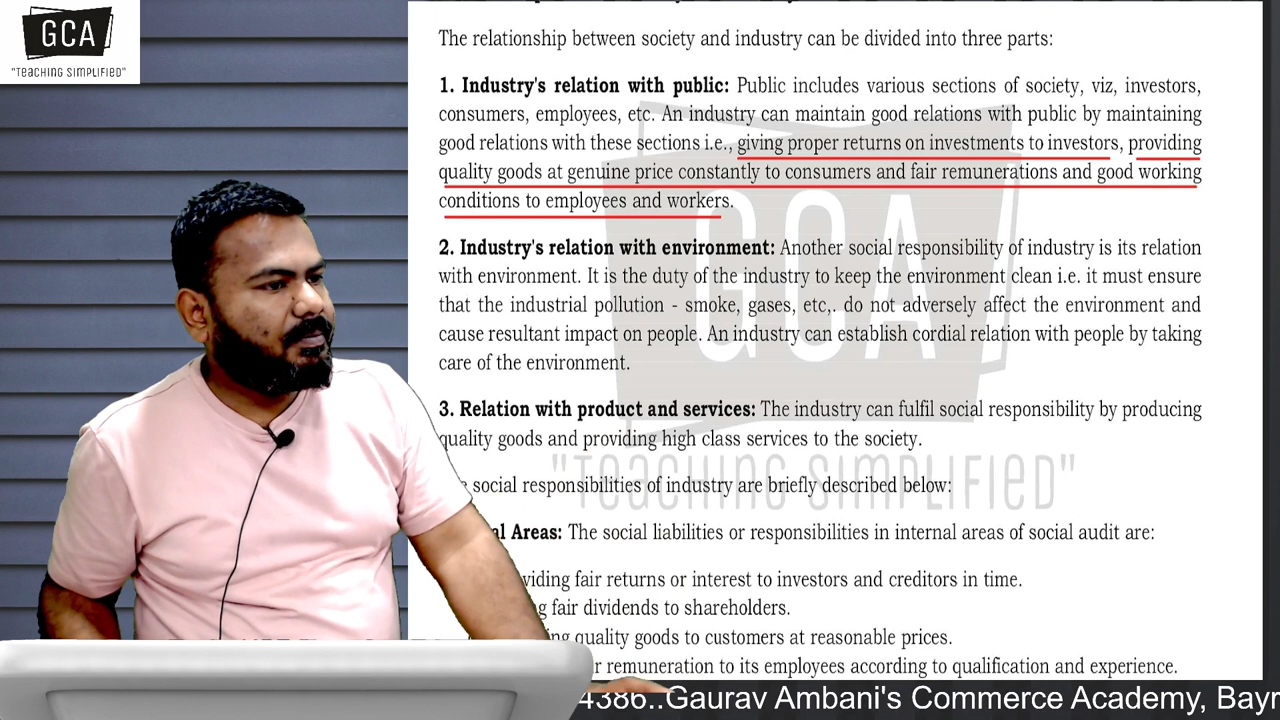 GCA
"TEACHING SIMPLIFIED"
The relationship between society and industry can be divided into three parts:
1. Industry's relation with public: Public includes various sections of society, viz, investors,
consumers, employees, etc. An industry can maintain good relations with public by maintaining
good relations with these sections i.e., giving proper returns on investments to investors, providing
quality goods at genuine price constantly to consumers and fair remunerations and good working
conditions to employees and workers.
2. Industry's relation with environment: Another social responsibility of industry is its relation
with environment. It is the duty of the industry to keep the environment clean i.e. it must ensure
that the industrial pollution - smoke, gases, etc,. do not adversely affect the environment and
cause resultant impact on people. An industry can establish cordial relation with people by taking
care of the environment.
3. Relation with product and services: The industry can fulfil social responsibility by producing
quality goods and providing high class services to the society.
social responsibilities of industry are briefly described below:
Areas: The social liabilities or responsibilities in internal areas of social audit are:
fair returns or interest to investors and creditors in time.
fair dividends to shareholders.
quality goods to customers at reasonable prices.
remuneration to its employees according to qualification and experience.
GCA
"TEACHING SIMPLIFIED"
4386..Gaurav Ambani's Commerce Academy,